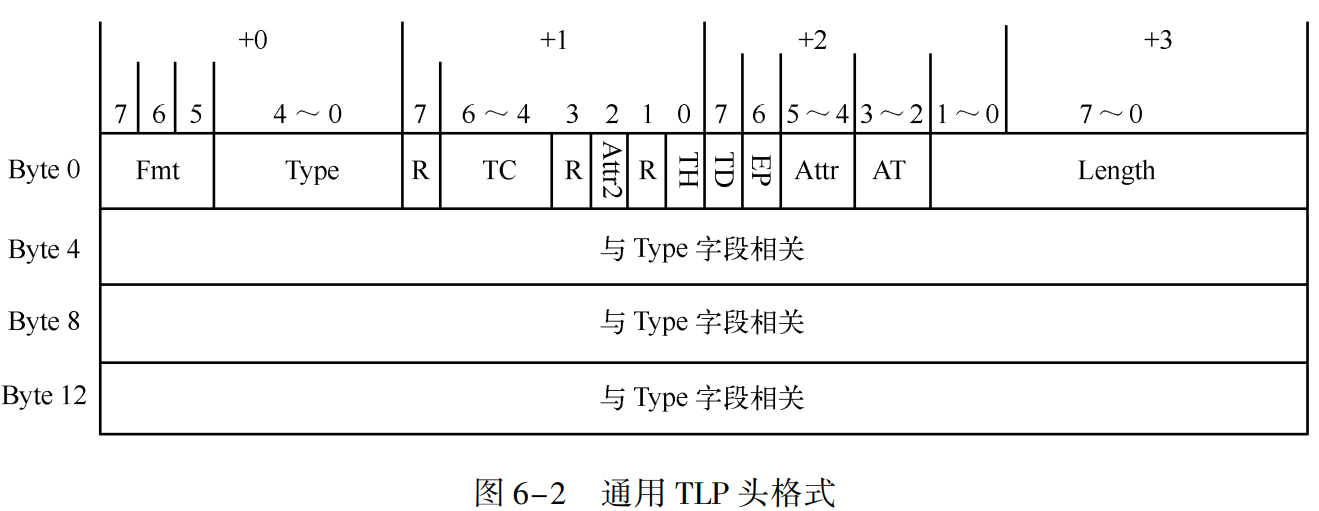 +0 +1 +2 +3
7 6 5 4～0 7 6～4 3 2 1 0 7 6 5～4 3～2 1～0 7～0
Byte 0 Fmt Type R TC R Attr2 R TH TD EP Attr AT Length
Byte 4 与 Type 字段相关
Byte 8 与 Type 字段相关
Byte 12 与 Type 字段相关
图 6-2 通用 TLP 头格式